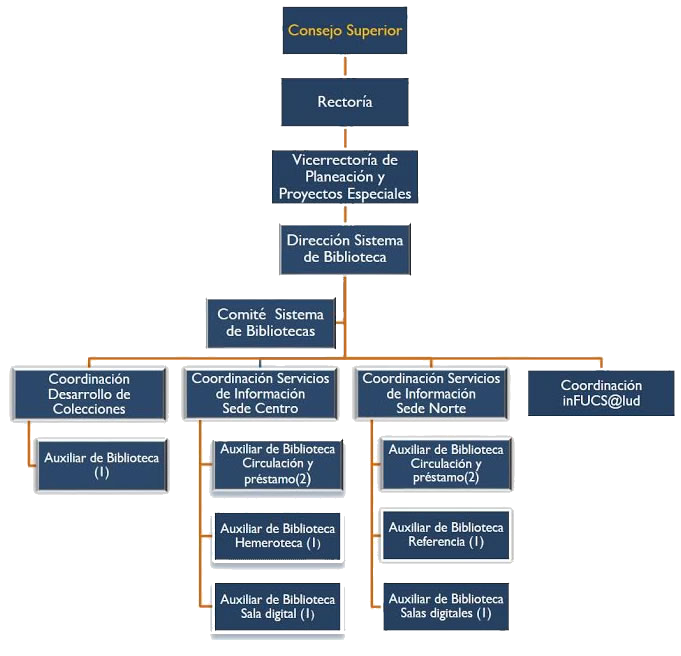 Consejo Superior
Rectoría
Vicerrectoría de
Planeación y
Proyectos Especiales
Dirección Sistema
de Biblioteca
Comité Sistema
de Bibliotecas
Coordinación
Desarrollo de
Colecciones
Auxiliar de Biblioteca
(1)
Coordinación Servicios
de Información
Sede Centro
Auxiliar de Biblioteca
Circulación y
préstamo(2)
Auxiliar de Biblioteca
Hemeroteca (1)
Auxiliar de Biblioteca
Sala digital (1)
Coordinación Servicios
de Información
Sede Norte
Auxiliar de Biblioteca
Circulación y
préstamo(2)
Auxiliar de Biblioteca
Referencia (1)
Auxiliar de Biblioteca
Salas digitales (1)
Coordinación
inFUCS@lud